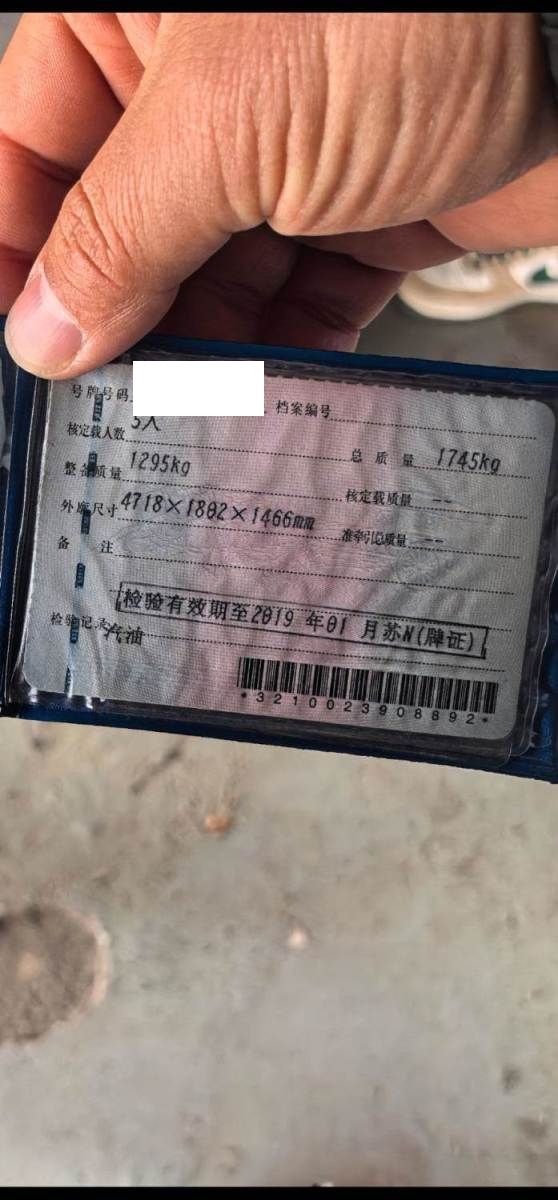 号牌号码
档案编号
核定载人数 5人
总质量 1745kg
整备质量 1295kg
核定载质量 --
外廓尺寸 4718×1802×1466mm
准牵引总质量 --
备 注
检验有效期至2019年01月苏N(牌证)
检验记录 汽油
*3210023908892*